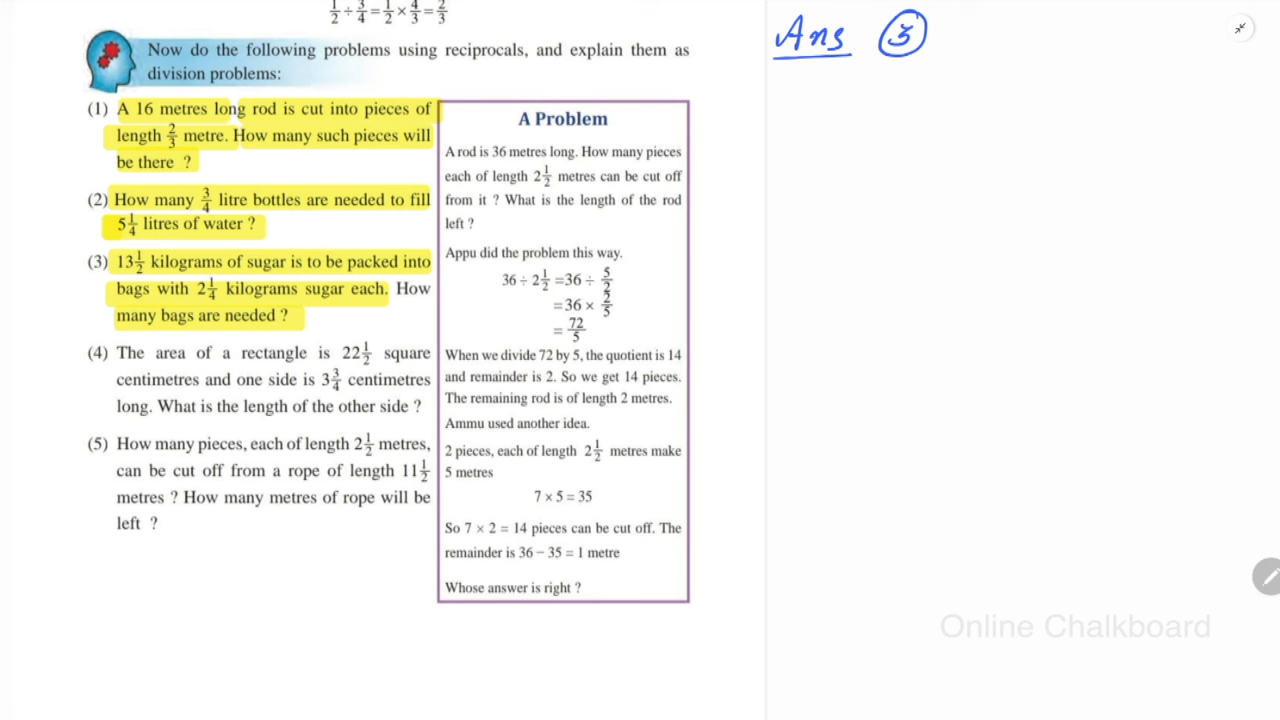 1/2 ÷ 3/4 = 1/2 × 4/3 = 2/3
Now do the following problems using reciprocals, and explain them as
division problems:
(1) A 16 metres long rod is cut into pieces of
length 2/3 metre. How many such pieces will
be there ?
(2) How many 3/4 litre bottles are needed to fill
5 1/4 litres of water ?
(3) 13 1/2 kilograms of sugar is to be packed into
bags with 2 1/4 kilograms sugar each. How
many bags are needed ?
(4) The area of a rectangle is 22 1/2 square
centimetres and one side is 3 3/4 centimetres
long. What is the length of the other side ?
(5) How many pieces, each of length 2 1/2 metres,
can be cut off from a rope of length 11 1/2
metres ? How many metres of rope will be
left ?
A Problem
A rod is 36 metres long. How many pieces
each of length 2 1/2 metres can be cut off
from it ? What is the length of the rod
left ?
Appu did the problem this way.
36 ÷ 2 1/2 = 36 ÷ 5/2
= 36 × 2/5
= 72/5
When we divide 72 by 5, the quotient is 14
and remainder is 2. So we get 14 pieces.
The remaining rod is of length 2 metres.
Ammu used another idea.
2 pieces, each of length 2 1/2 metres make
5 metres
7 × 5 = 35
So 7 × 2 = 14 pieces can be cut off. The
remainder is 36 − 35 = 1 metre
Whose answer is right ?
Ans 3
Online Chalkboard